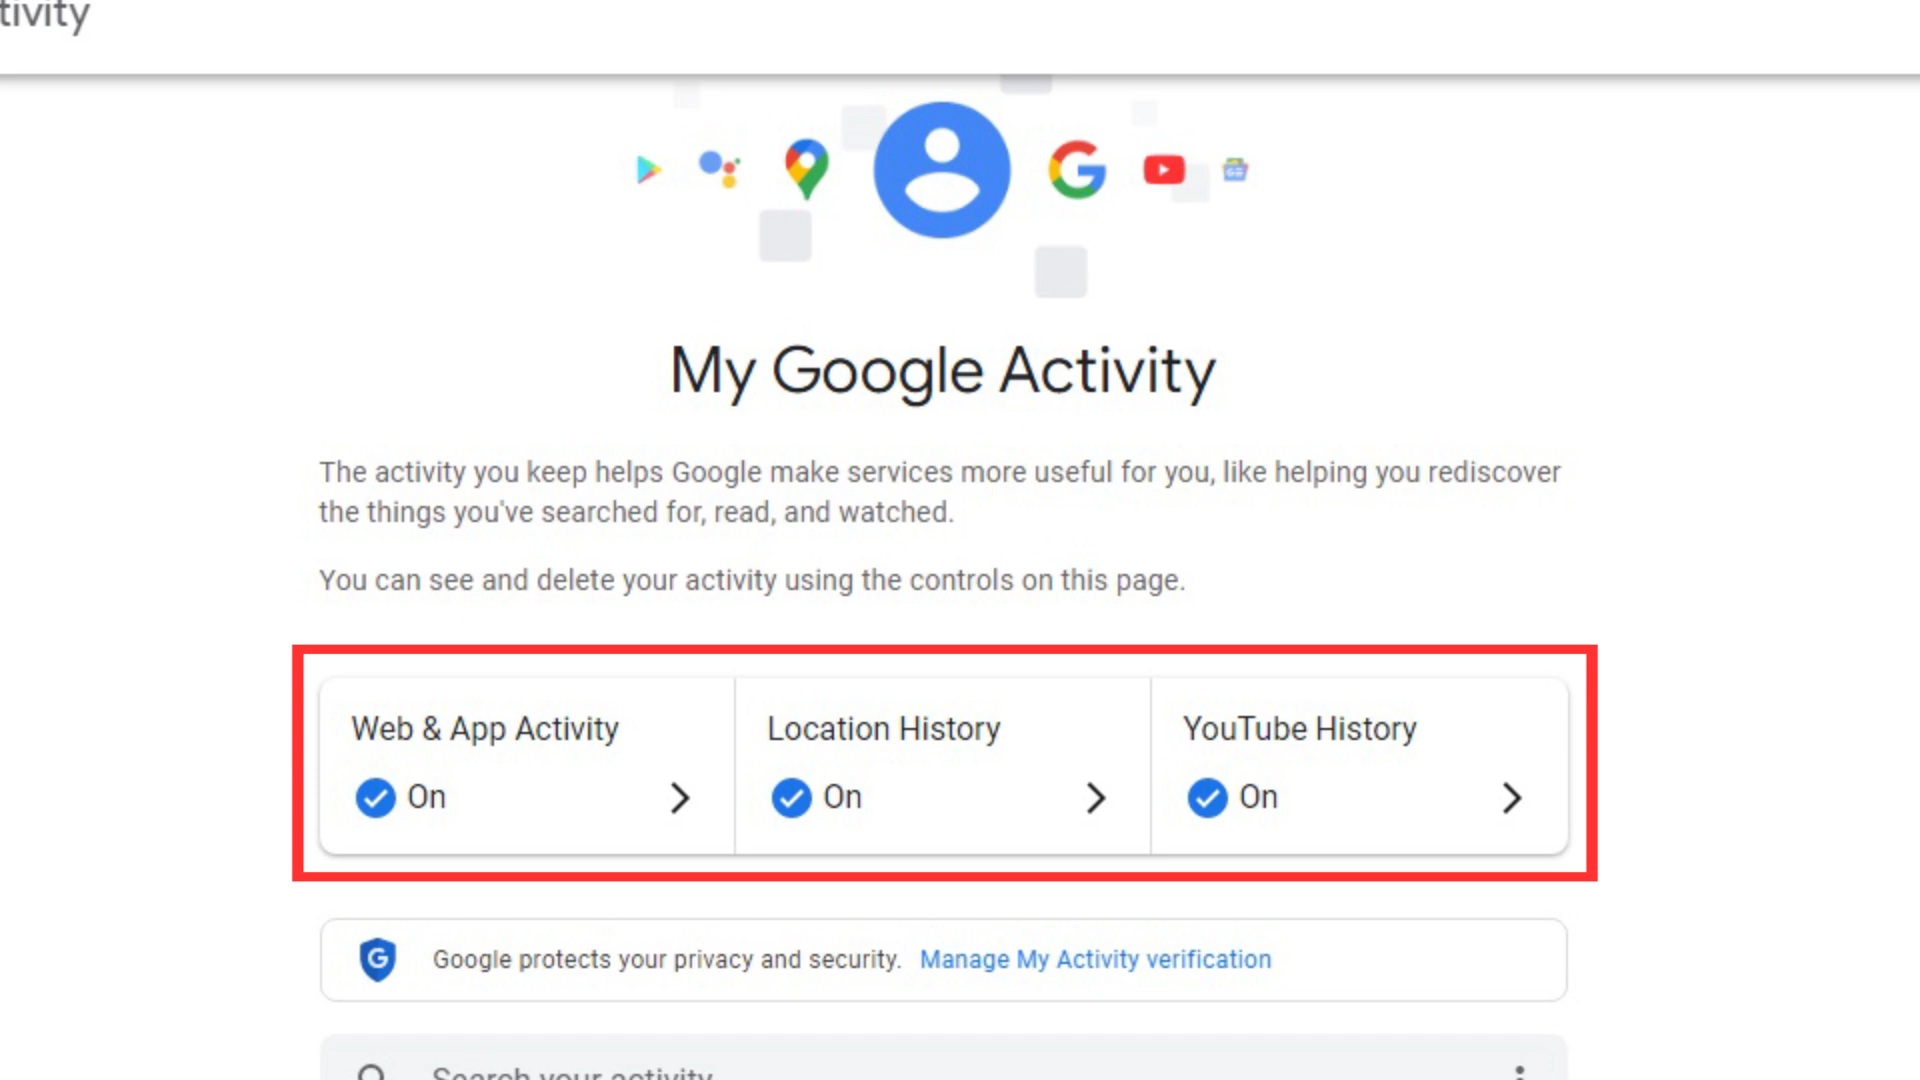 tivity
My Google Activity
The activity you keep helps Google make services more useful for you, like helping you rediscover
the things you've searched for, read, and watched.
You can see and delete your activity using the controls on this page.
Web & App Activity
On
Location History
On
YouTube History
On
Google protects your privacy and security. Manage My Activity verification
Search your activity